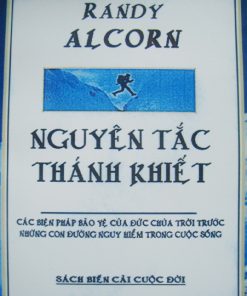 RANDY
ALCORN
NGUYÊN TẮC
THÁNH KHIẾT
CÁC BIỆN PHÁP BẢO VỆ CỦA ĐỨC CHÚA TRỜI TRƯỚC
NHỮNG CON ĐƯỜNG NGUY HIỂM TRONG CUỘC SỐNG
SÁCH BIẾN CẢI CUỘC ĐỜI